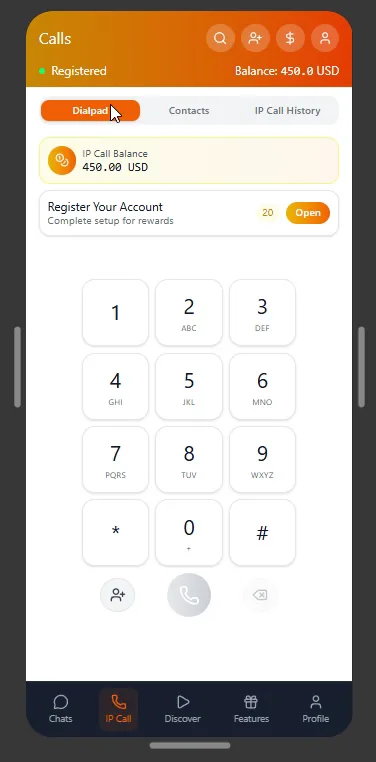 Calls
Registered
Balance: 450.0 USD
Dialpad
Contacts
IP Call History
IP Call Balance
450.00 USD
Register Your Account
Complete setup for rewards
20
Open
1
2
ABC
3
DEF
4
GHI
5
JKL
6
MNO
7
PQRS
8
TUV
9
WXYZ
*
0
+
#
Chats
IP Call
Discover
Features
Profile